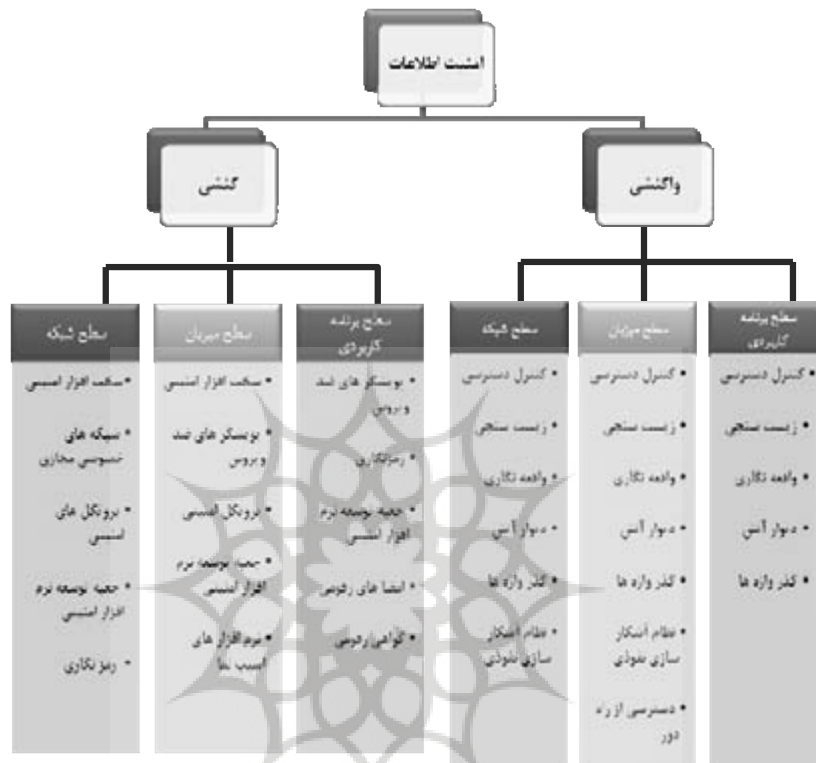 امنیت اطلاعات
واکنشی
کنشی
سطح برنامه
کاربردی
• کنترل دسترسی
• زیست سنجی
• واقعه نگاری
• دیوار آتش
• گذر واژه ها
سطح میزبان
• کنترل دسترسی
• زیست سنجی
• واقعه نگاری
• دیوار آتش
• گذر واژه ها
• نظام آشکار
سازی نفوذی
• دسترسی از راه
دور
سطح شبکه
• کنترل دسترسی
• زیست سنجی
• واقعه نگاری
• دیوار آتش
• گذر واژه ها
• نظام آشکار
سازی نفوذی
سطح برنامه
کاربردی
• پویشگر های ضد
ویروس
• رمزنگاری
• جعبه توسعه نرم
افزار امنیتی
• امضا های رقومی
• گواهی رقومی
سطح میزبان
• سخت افزار امنیتی
• پویشگر های ضد
ویروس
• پروتکل امنیتی
• جعبه توسعه نرم
افزار امنیتی
• نرم افزار های
آسیب نما
سطح شبکه
• سخت افزار امنیتی
• شبکه های
خصوصی مجازی
• پروتکل های
امنیتی
• جعبه توسعه نرم
افزار امنیتی
• رمز نگاری